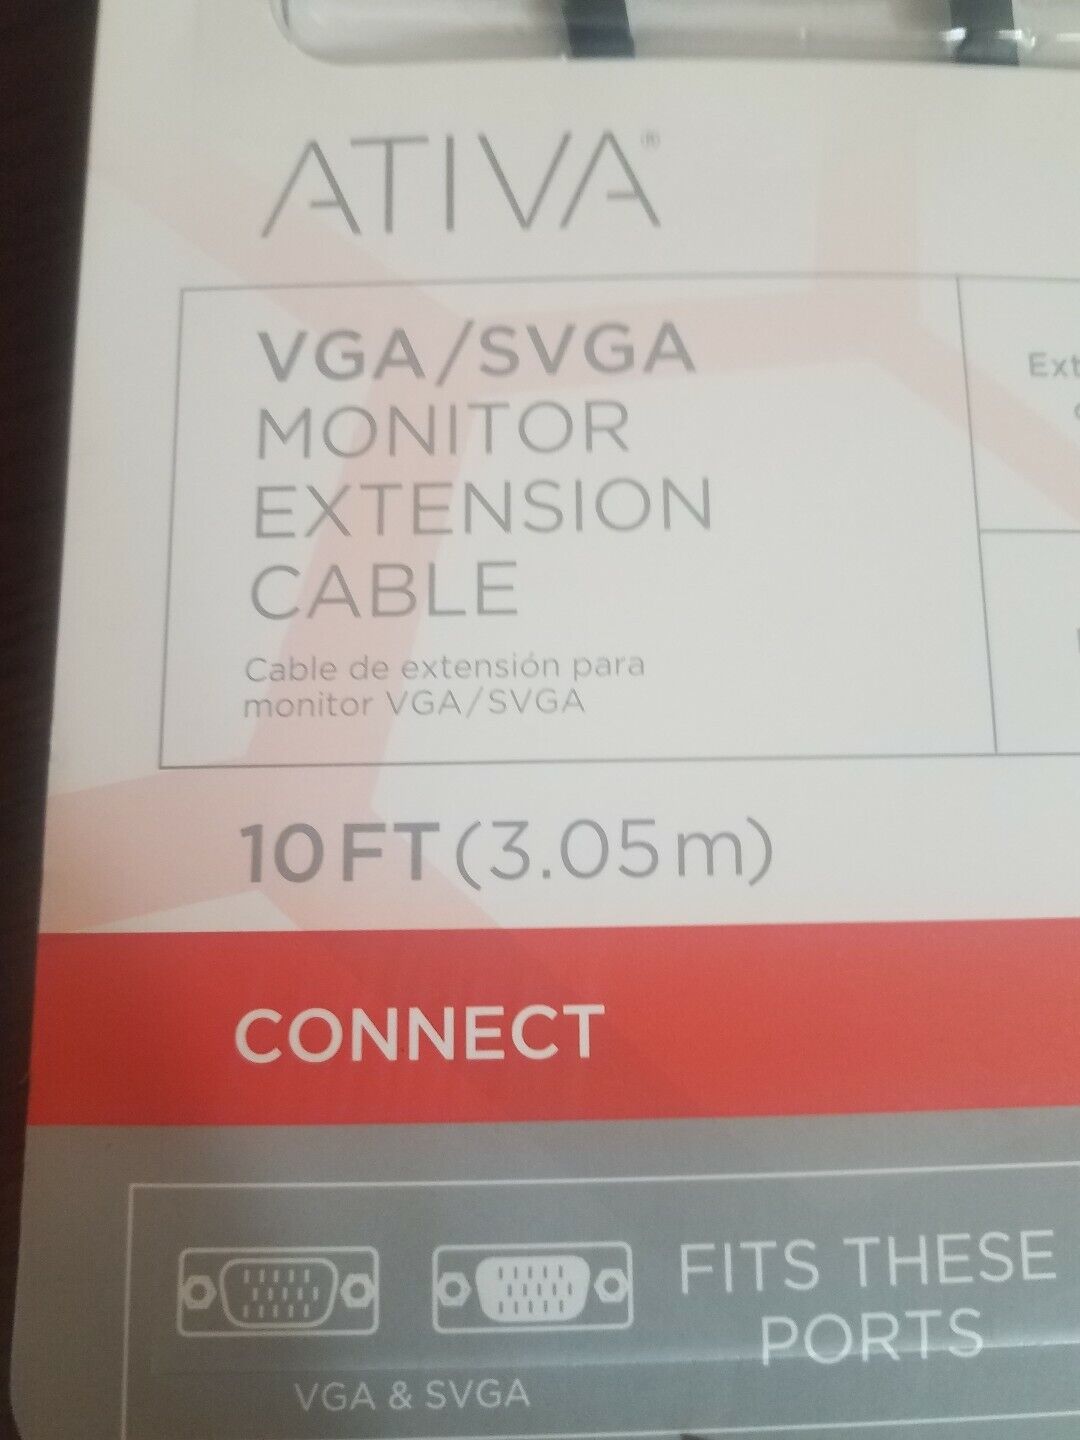 ATIVA®
VGA/SVGA
MONITOR
EXTENSION
CABLE
Cable de extensión para
monitor VGA/SVGA
Ext
10 FT (3.05 m)
CONNECT
FITS THESE
PORTS
VGA & SVGA